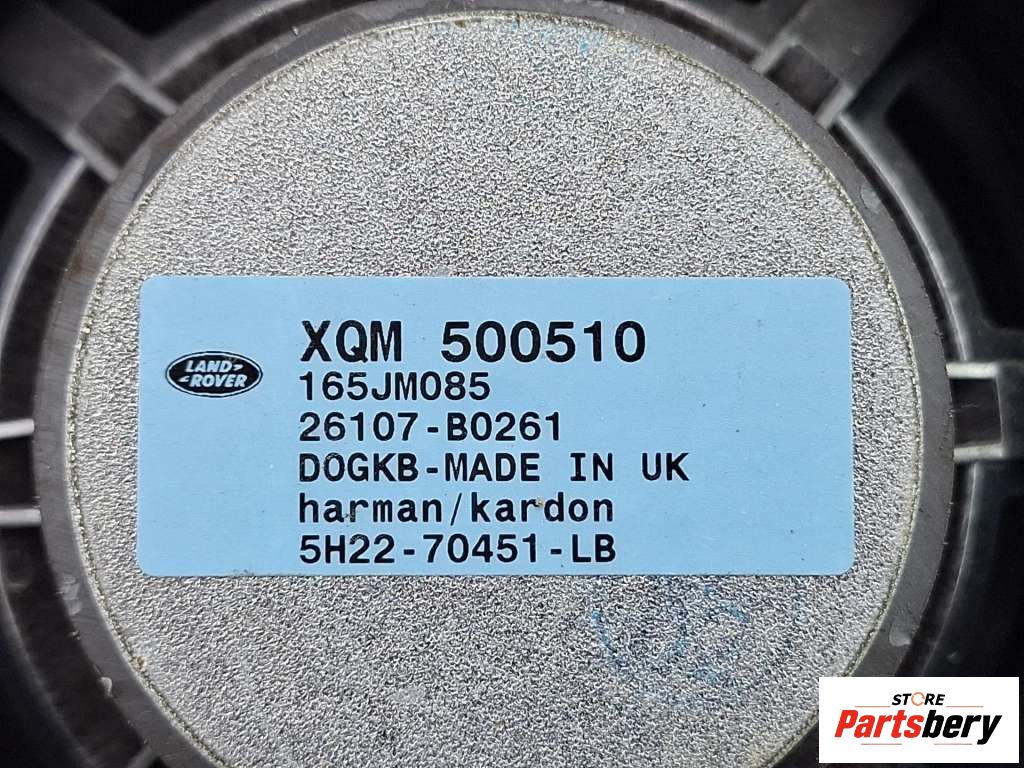 XQM 500510
LAND
ROVER
165JM085
26107-B0261
DOGKB-MADE IN UK
harman/kardon
5H22-70451-LB
STORE
Partsbery